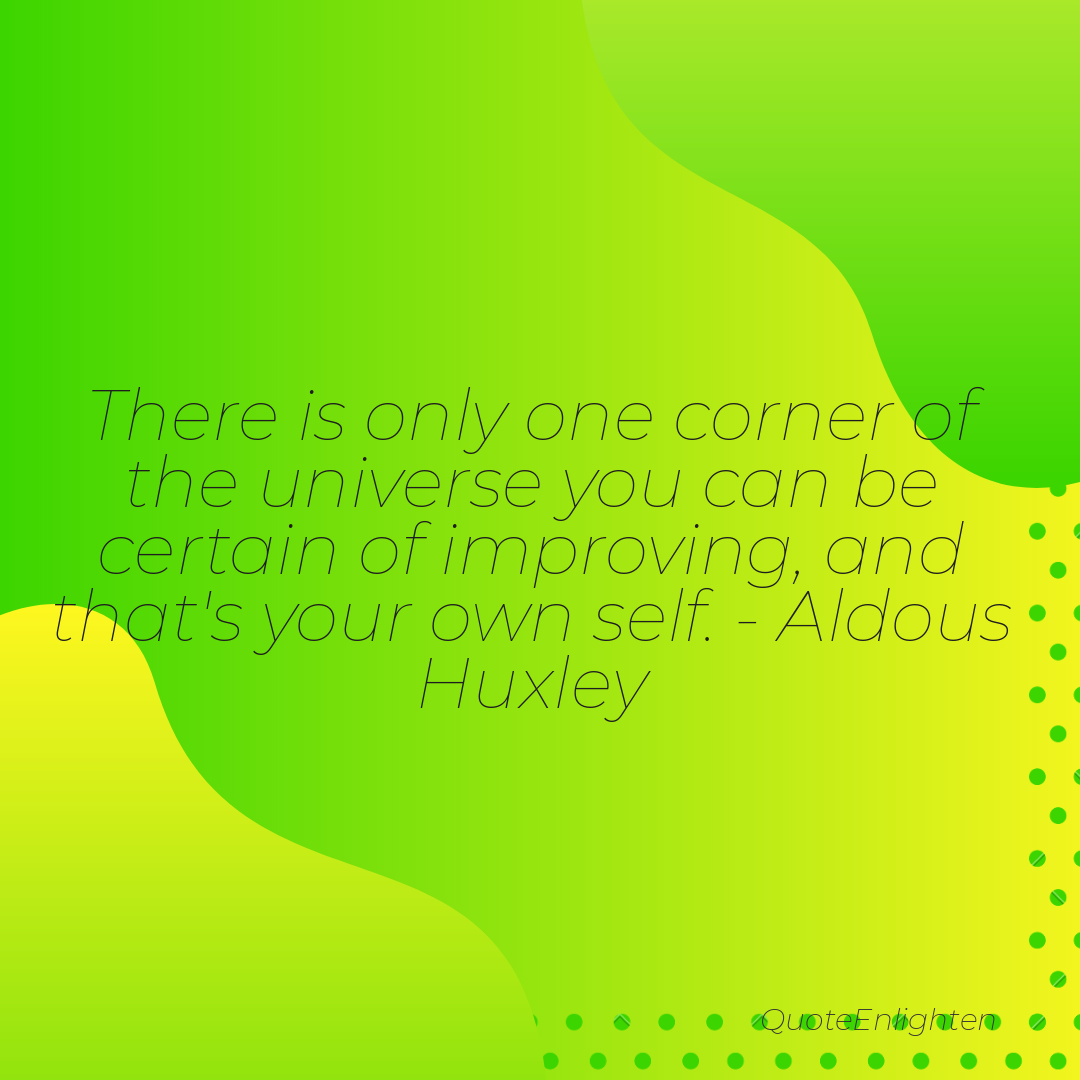 There is only one corner of
the universe you can be
certain of improving, and
that's your own self. - Aldous
Huxley
QuoteEnlighten